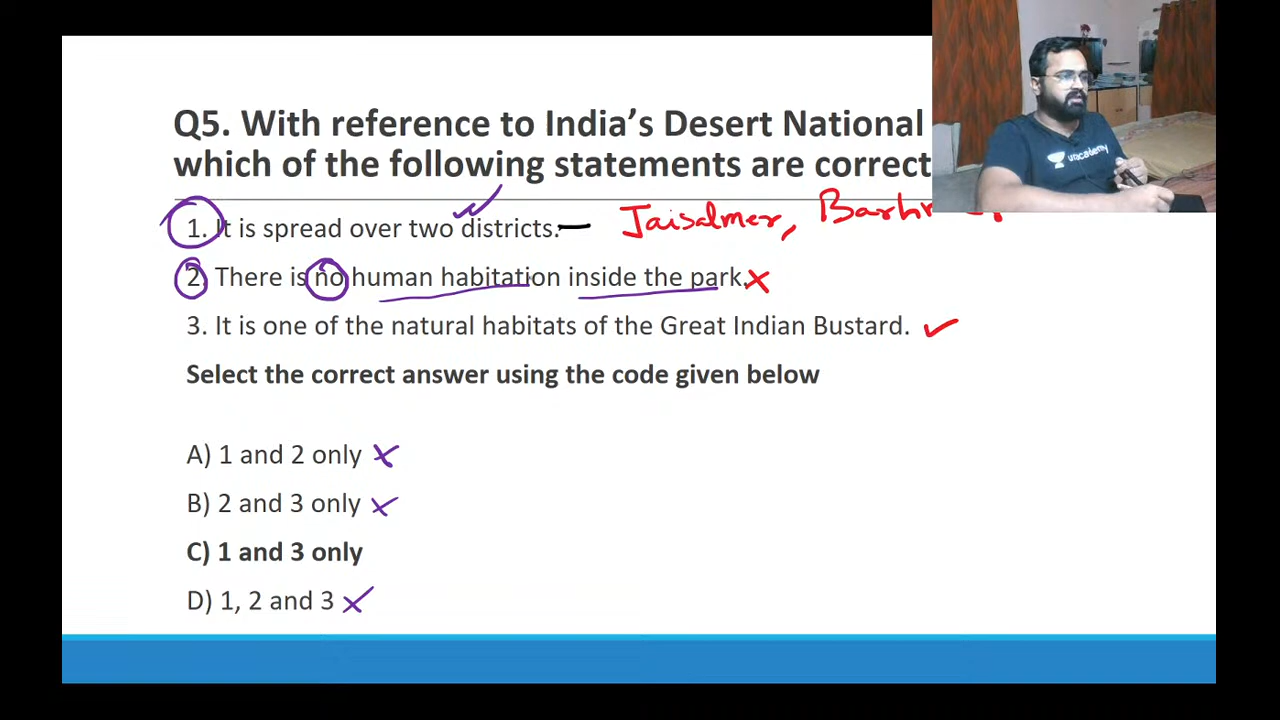 Q5. With reference to India's Desert National
which of the following statements are correct
unacademy
1. It is spread over two districts. — Jaisalmer,
2. There is no human habitation inside the park.
3. It is one of the natural habitats of the Great Indian Bustard.
Select the correct answer using the code given below
A) 1 and 2 only
B) 2 and 3 only
C) 1 and 3 only
D) 1, 2 and 3